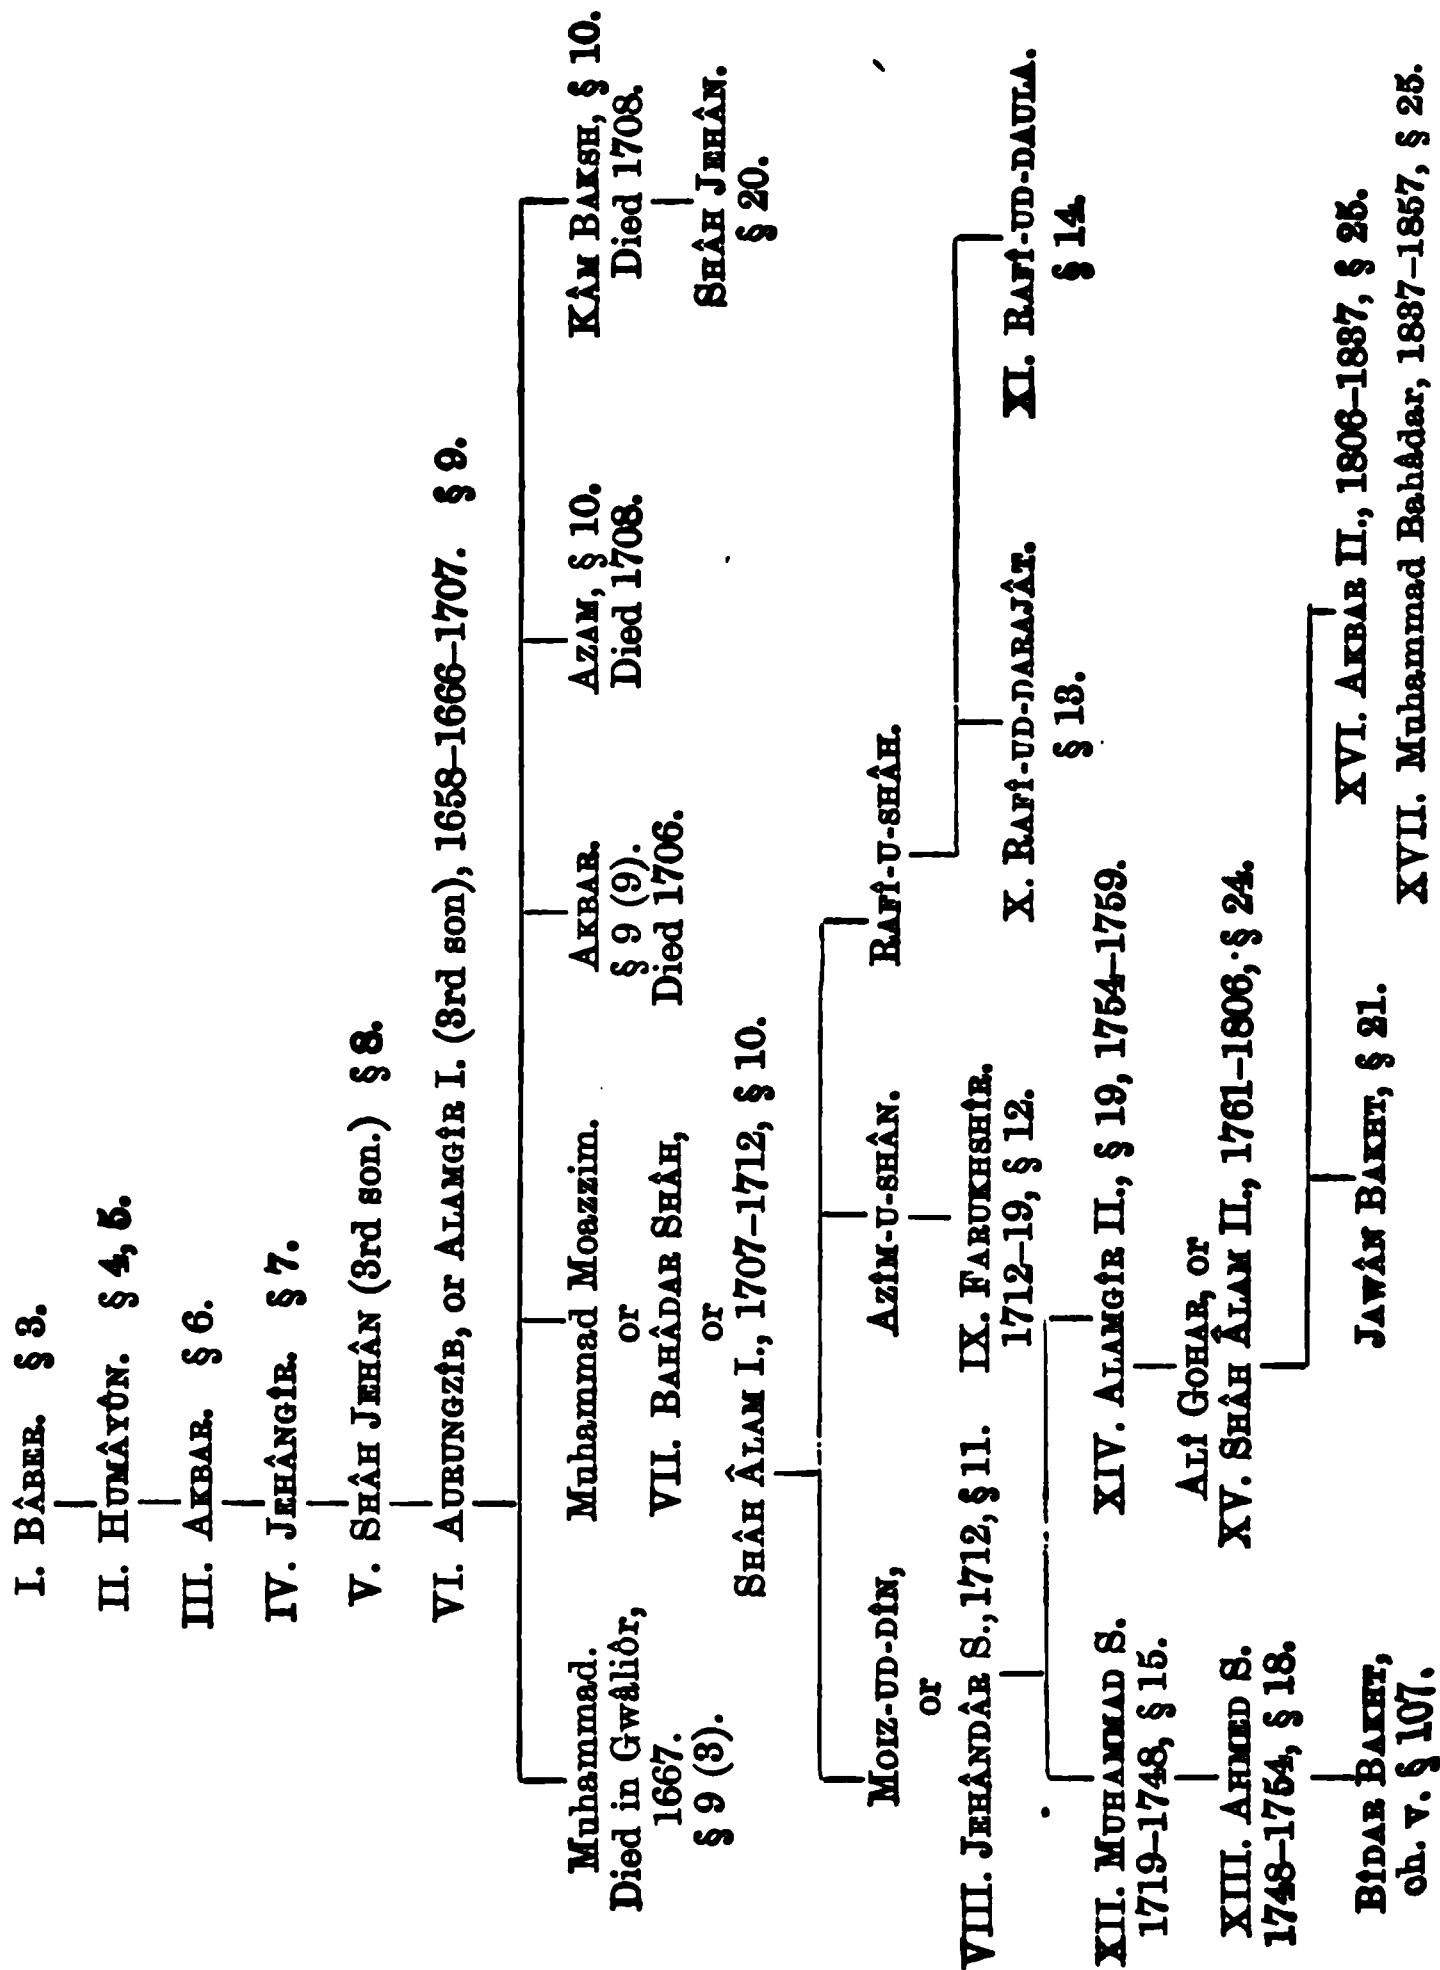 I. BÂBER. § 3.
II. HUMÂYÛN. § 4, 5.
III. AKBAR. § 6.
IV. JEHÂNGÎR. § 7.
V. SHÂH JEHÂN (3rd son.) § 8.
VI. AURUNGZÎB, or ALAMGÎR I. (3rd son), 1658–1666–1707. § 9.
Muhammad.
Died in Gwâliôr,
1667.
§ 9 (3).
Muhammad Moazzim.
or
VII. BAHÂDAR SHÂH,
or
SHÂH ÂLAM I., 1707–1712, § 10.
AKBAR.
§ 9 (9).
Died 1706.
AZAM, § 10.
Died 1708.
KÂM BAKSH, § 10.
Died 1708.
SHÂH JEHÂN.
§ 20.
MOIZ-UD-DÎN,
or
VIII. JEHÂNDÂR S., 1712, § 11.
AZÎM-U-SHÂN.
IX. FARUKHSHÎR.
1712–19, § 12.
RAFÎ-U-SHÂH.
X. RAFÎ-UD-DARAJÂT.
§ 13.
XI. RAFÎ-UD-DAULA.
§ 14.
XII. MUHAMMAD S.
1719–1748, § 15.
XIII. AHMED S.
1748–1754, § 18.
BÎDAR BAKHT,
ch. v. § 107.
XIV. ALAMGÎR II., § 19, 1754–1759.
ALÎ GOHAR, or
XV. SHÂH ÂLAM II., 1761–1806, § 24.
JAWÂN BAKHT, § 21.
XVI. AKBAR II., 1806–1837, § 25.
XVII. Muhammad Bahâdar, 1837–1857, § 25.